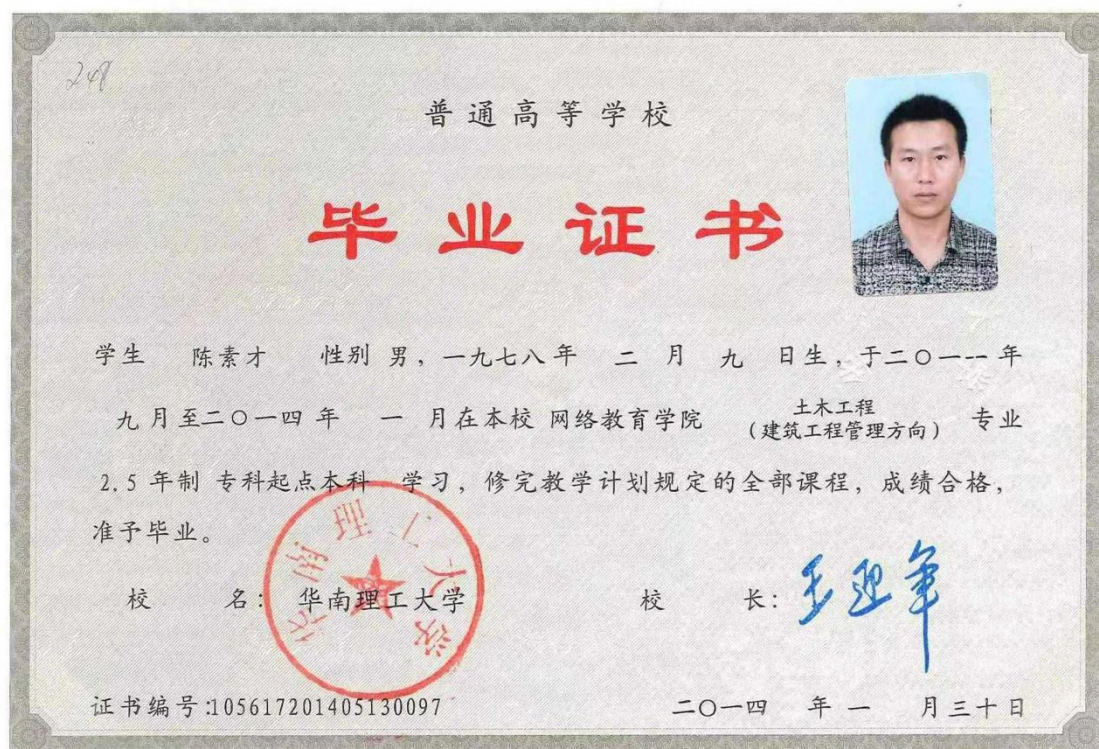 248
普通高等学校
毕业证书
学生 陈素才 性别 男，一九七八年 二 月 九 日生，于二〇一一年
九月至二〇一四年 一 月在本校 网络教育学院 土木工程（建筑工程管理方向） 专业
2.5 年制 专科起点本科 学习，修完教学计划规定的全部课程，成绩合格，
准予毕业。
校 名：华南理工大学 校 长：王迎军
华南理工大学
证书编号:105617201405130097 二〇一四 年 一 月三十日